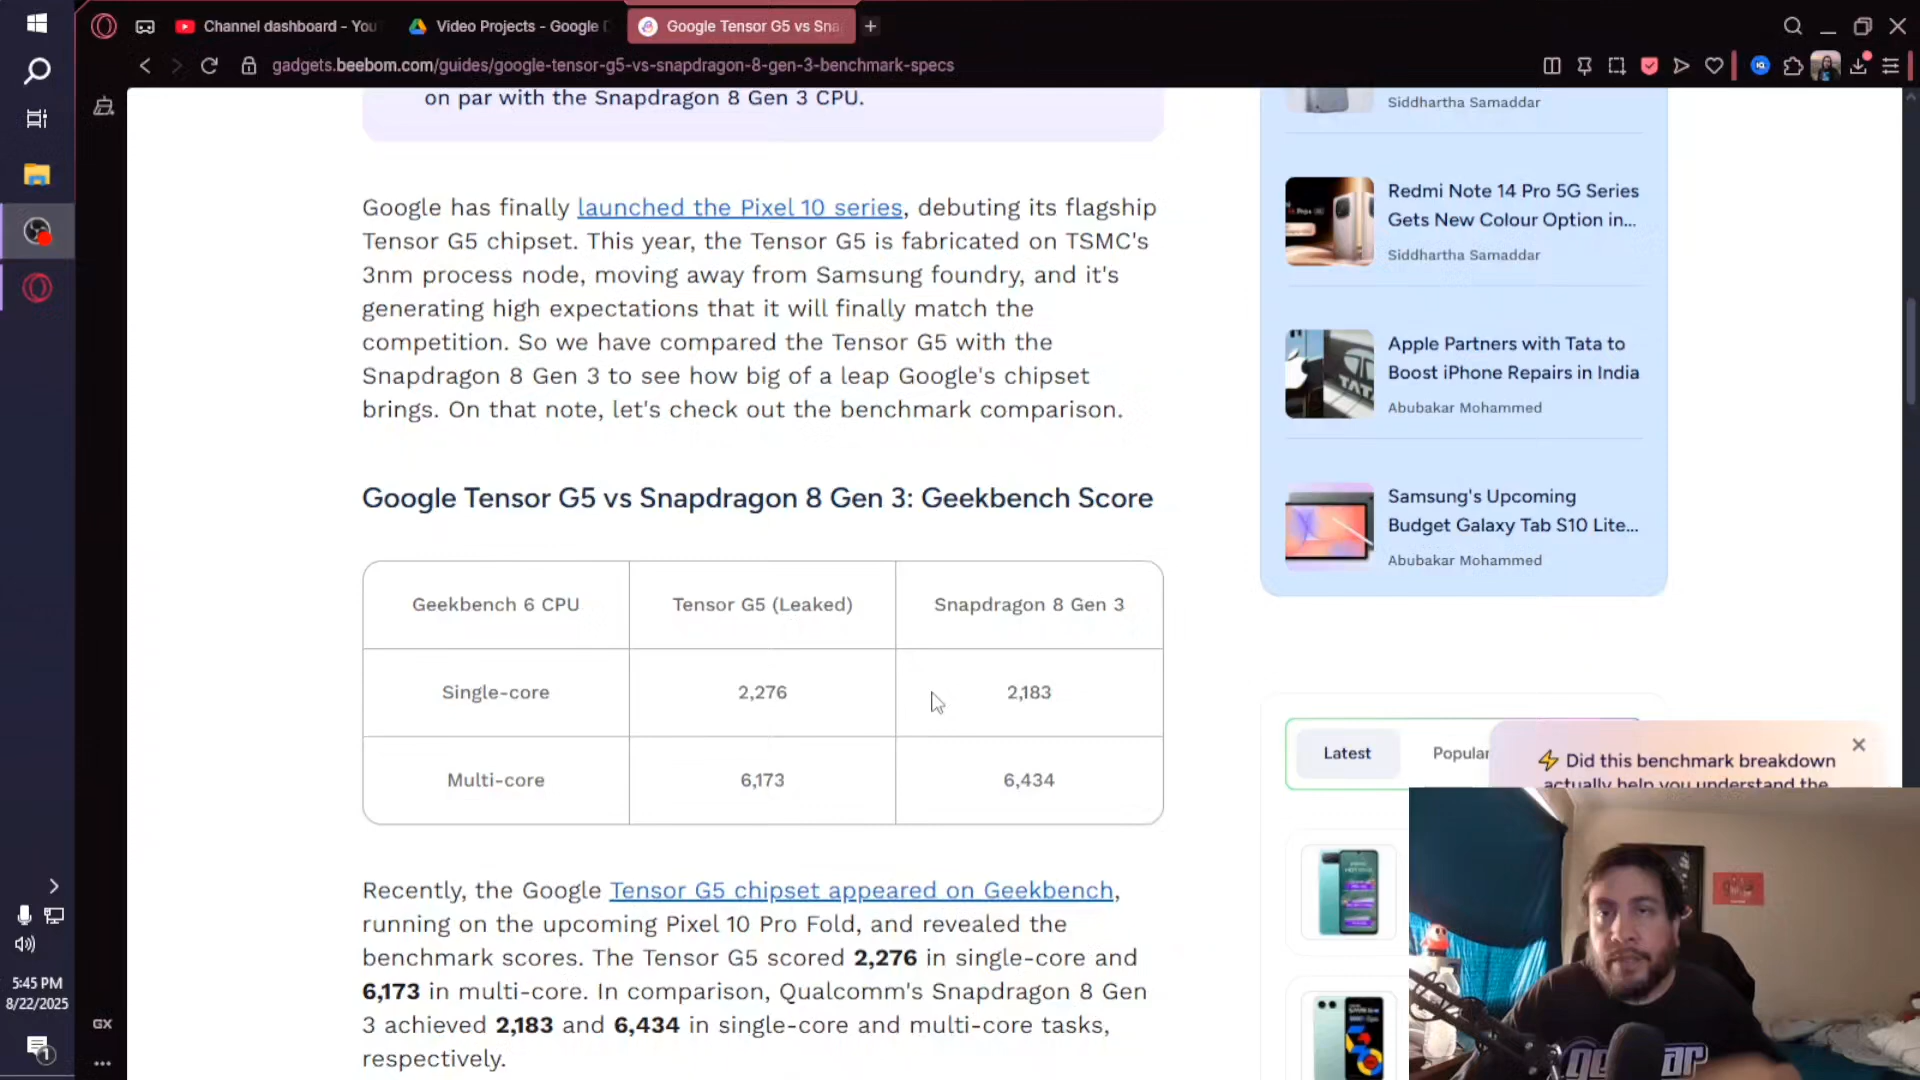 Channel dashboard - You
Video Projects - Google
Google Tensor G5 vs Sna
gadgets.beebom.com/guides/google-tensor-g5-vs-snapdragon-8-gen-3-benchmark-specs
on par with the Snapdragon 8 Gen 3 CPU.
Google has finally launched the Pixel 10 series, debuting its flagship
Tensor G5 chipset. This year, the Tensor G5 is fabricated on TSMC's
3nm process node, moving away from Samsung foundry, and it's
generating high expectations that it will finally match the
competition. So we have compared the Tensor G5 with the
Snapdragon 8 Gen 3 to see how big of a leap Google's chipset
brings. On that note, let's check out the benchmark comparison.
Google Tensor G5 vs Snapdragon 8 Gen 3: Geekbench Score
Geekbench 6 CPU
Tensor G5 (Leaked)
Snapdragon 8 Gen 3
Single-core
2,276
2,183
Multi-core
6,173
6,434
Recently, the Google Tensor G5 chipset appeared on Geekbench,
running on the upcoming Pixel 10 Pro Fold, and revealed the
benchmark scores. The Tensor G5 scored 2,276 in single-core and
6,173 in multi-core. In comparison, Qualcomm's Snapdragon 8 Gen
3 achieved 2,183 and 6,434 in single-core and multi-core tasks,
respectively.
Siddhartha Samaddar
Redmi Note 14 Pro 5G Series
Gets New Colour Option in...
Siddhartha Samaddar
Apple Partners with Tata to
Boost iPhone Repairs in India
Abubakar Mohammed
Samsung's Upcoming
Budget Galaxy Tab S10 Lite...
Abubakar Mohammed
Latest
Popular
⚡ Did this benchmark breakdown
actually help you understand the
TATA
5:45 PM
8/22/2025
1
GX